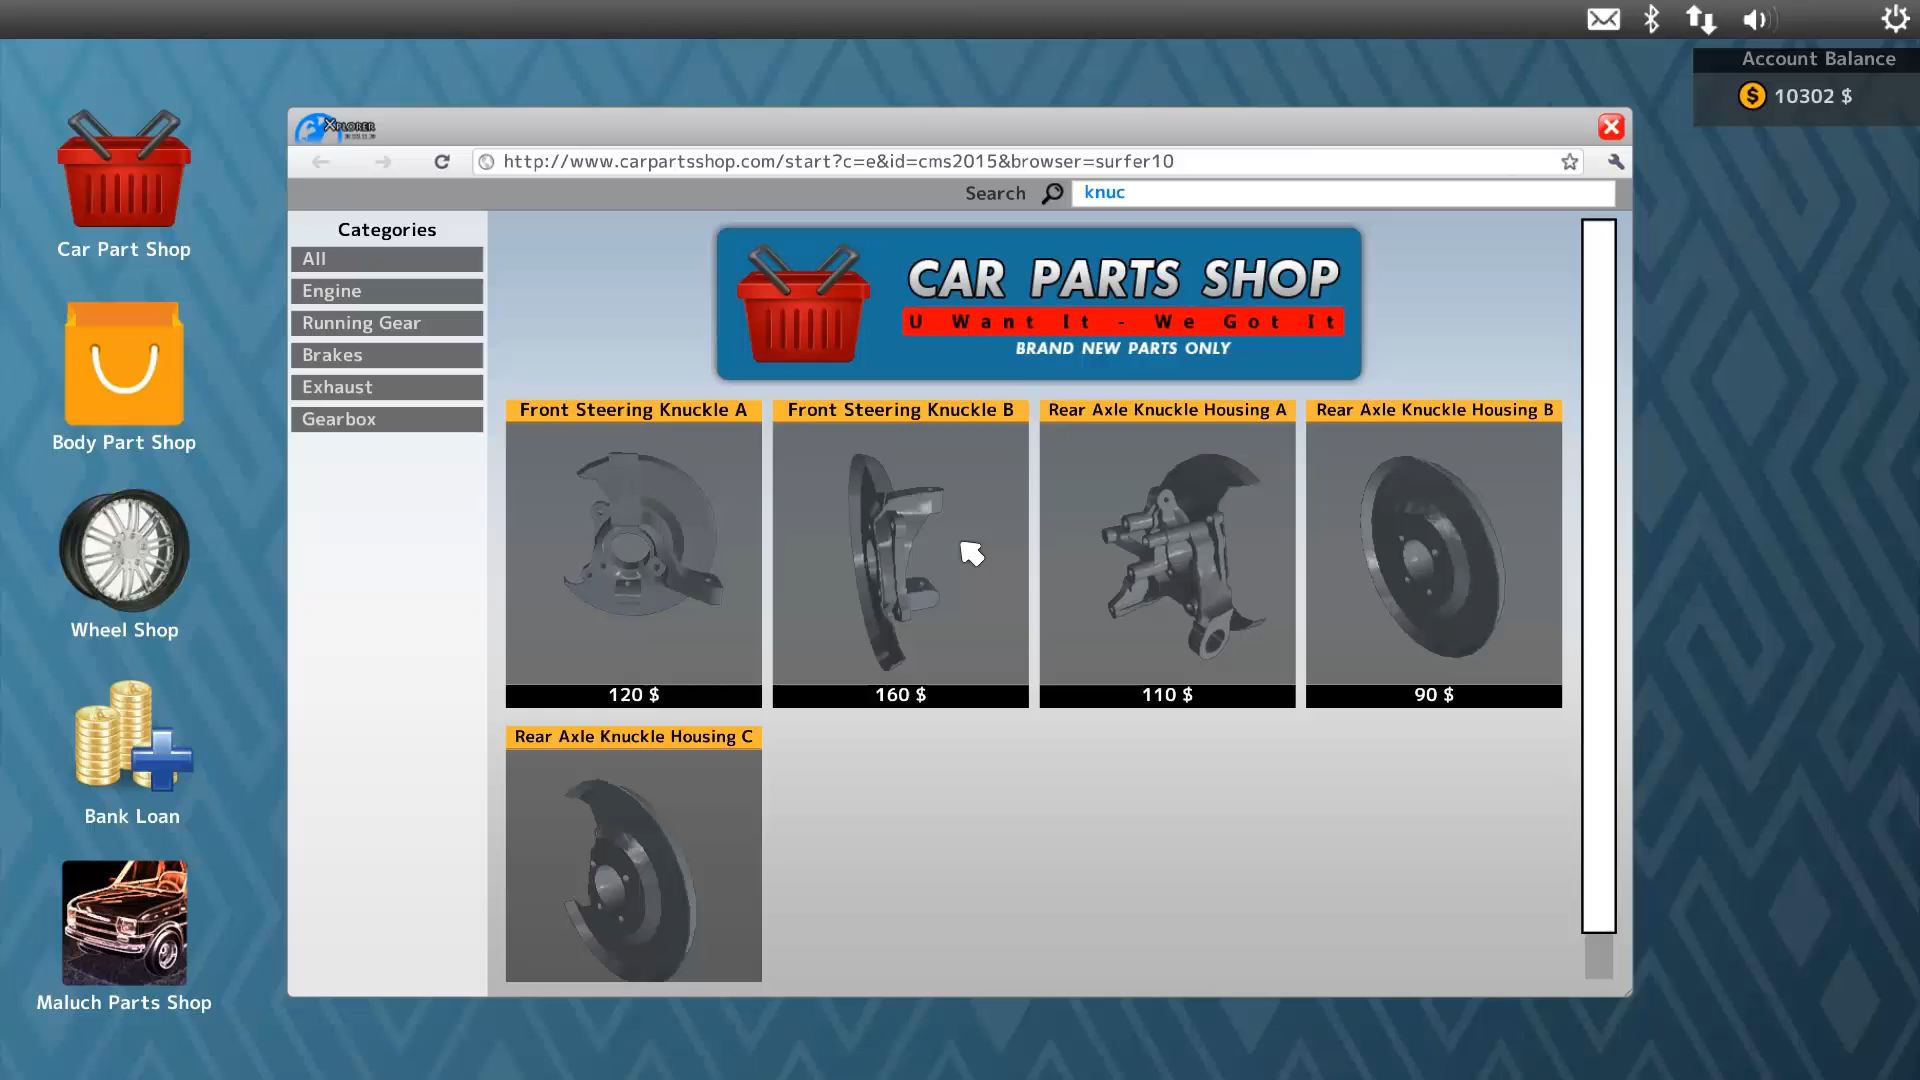 Account Balance
10302 $
Car Part Shop
Body Part Shop
Wheel Shop
Bank Loan
Maluch Parts Shop
XPLORER
http://www.carpartsshop.com/start?c=e&id=cms2015&browser=surfer10
Search
knuc
Categories
All
Engine
Running Gear
Brakes
Exhaust
Gearbox
CAR PARTS SHOP
U Want It - We Got It
BRAND NEW PARTS ONLY
Front Steering Knuckle A
120 $
Front Steering Knuckle B
160 $
Rear Axle Knuckle Housing A
110 $
Rear Axle Knuckle Housing B
90 $
Rear Axle Knuckle Housing C